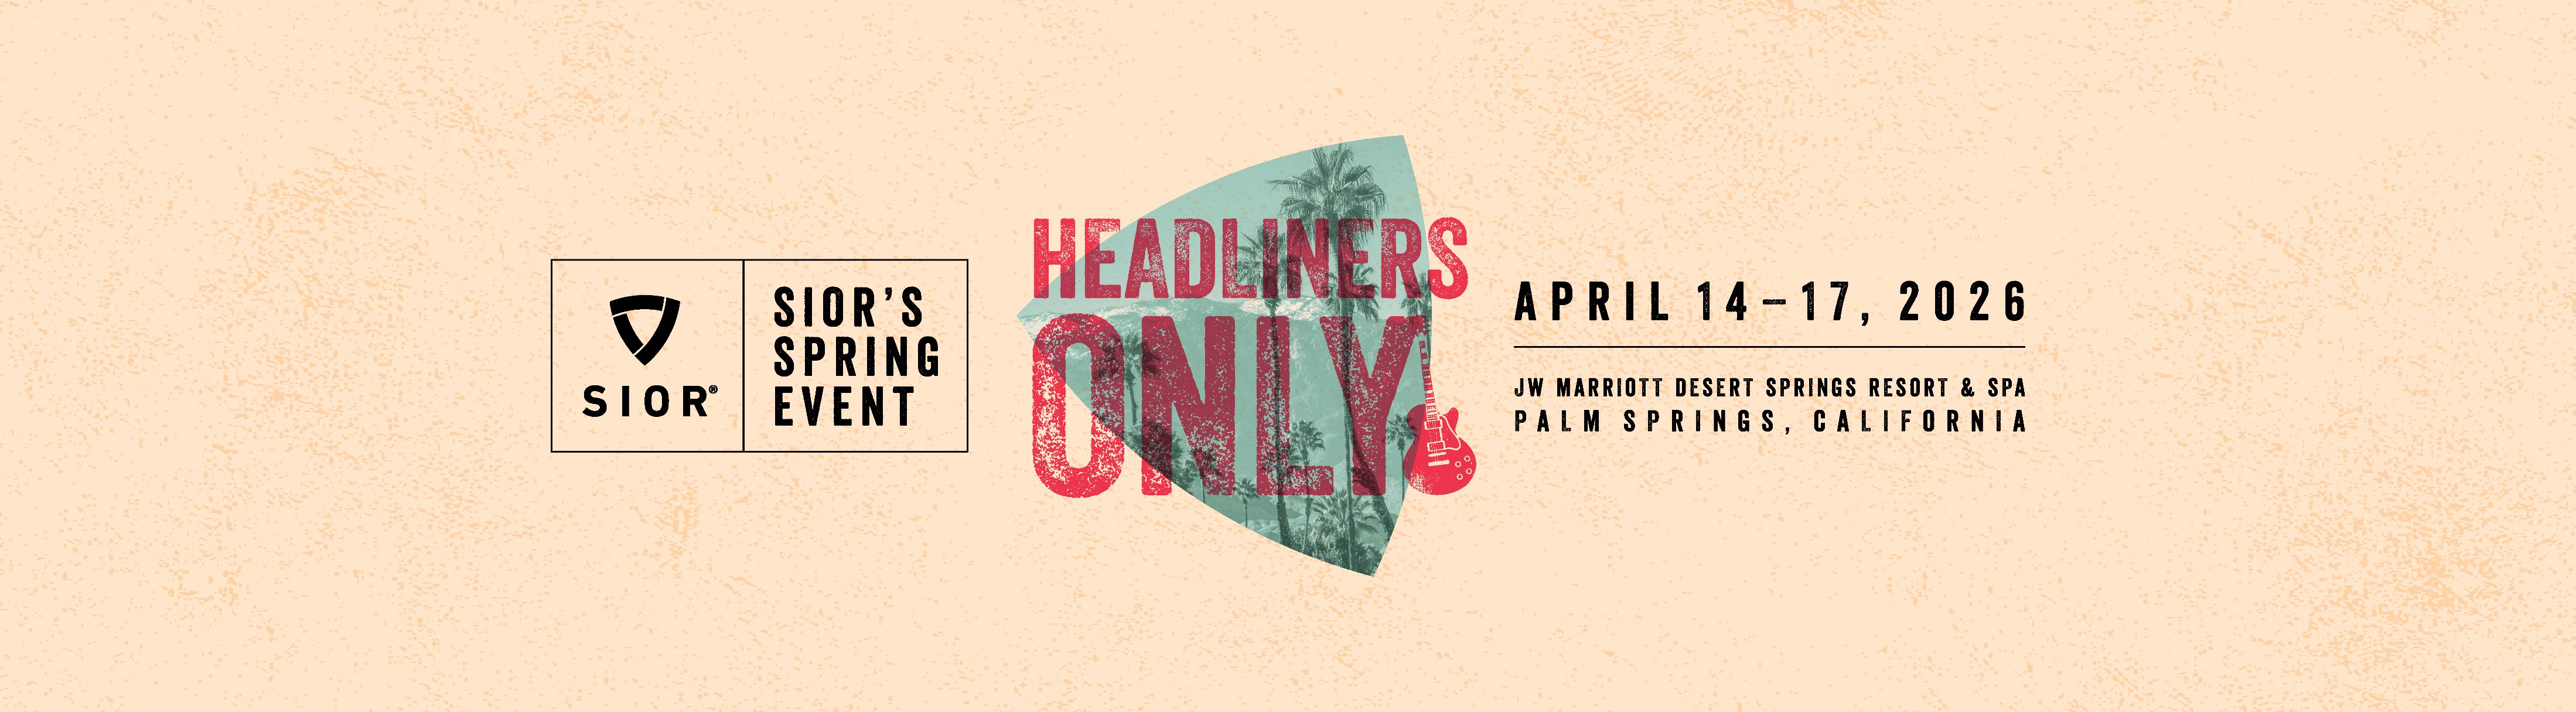 SIOR®
SIOR'S
SPRING
EVENT
HEADLINERS
ONLY
APRIL 14–17, 2026
JW MARRIOTT DESERT SPRINGS RESORT & SPA
PALM SPRINGS, CALIFORNIA